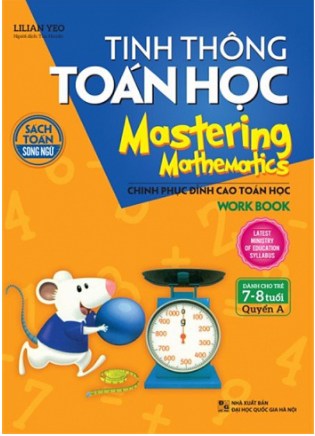 LILIAN YEO
TINH THÔNG
TOÁN HỌC
SÁCH TOÁN
SONG NGỮ
Mastering
Mathematics
CHINH PHỤC ĐỈNH CAO TOÁN HỌC
WORK BOOK
LATEST
MINISTRY
OF EDUCATION
SYLLABUS
DÀNH CHO TRẺ
7-8 tuổi
Quyển A
1000
g
500
NHÀ XUẤT BẢN
ĐẠI HỌC QUỐC GIA HÀ NỘI